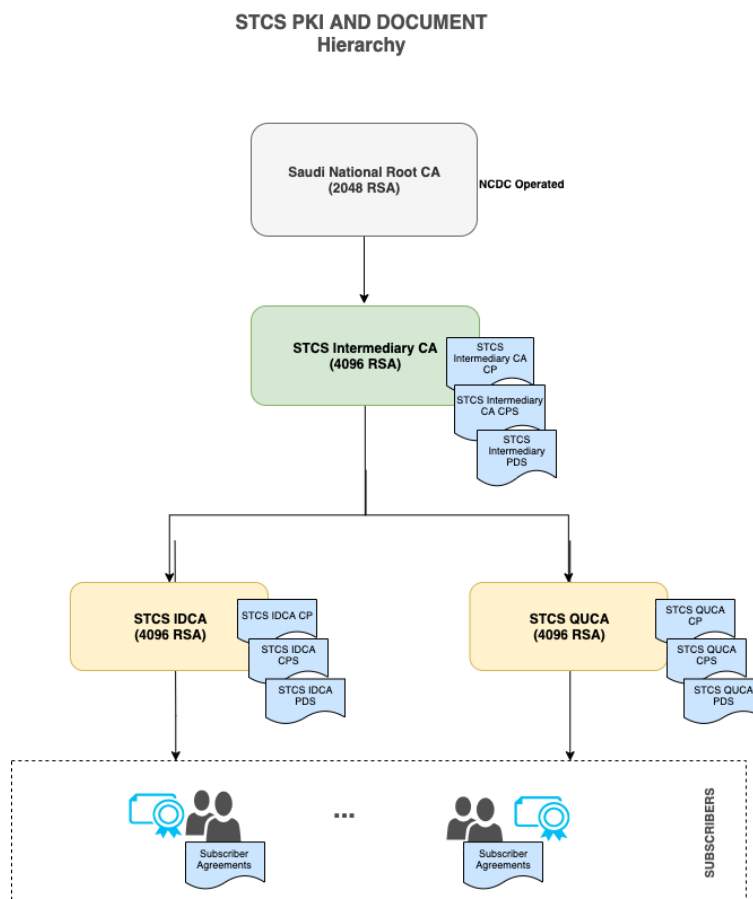 STCS PKI AND DOCUMENT
Hierarchy
Saudi National Root CA
(2048 RSA)
NCDC Operated
STCS Intermediary CA
(4096 RSA)
STCS
Intermediary CA
CP
STCS Intermediary
CA CPS
STCS
Intermediary
PDS
STCS IDCA
(4096 RSA)
STCS IDCA CP
STCS IDCA
CPS
STCS IDCA
PDS
STCS QUCA
(4096 RSA)
STCS QUCA
CP
STCS QUCA
CPS
STCS QUCA
PDS
...
SUBSCRIBERS
Subscriber
Agreements
Subscriber
Agreements